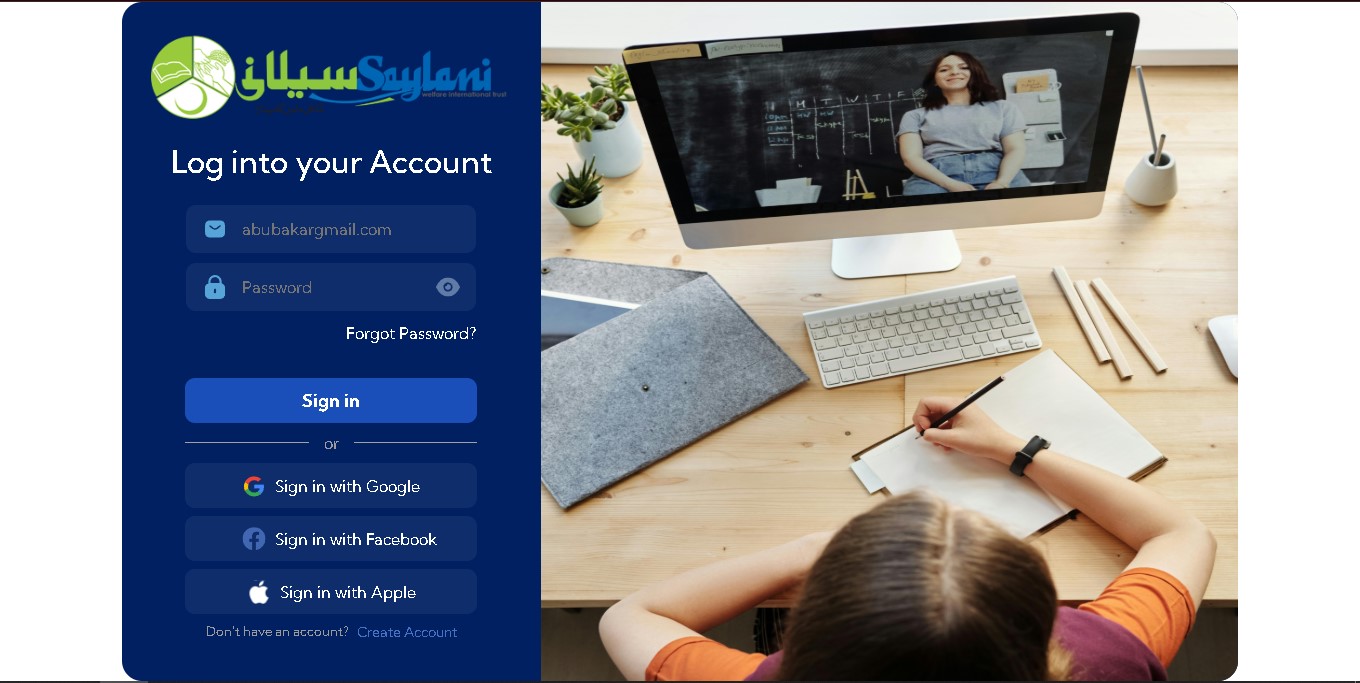 سیلانی Saylani
welfare international trust
Log into your Account
abubakargmail.com
Password
Forgot Password?
Sign in
or
Sign in with Google
Sign in with Facebook
Sign in with Apple
Don't have an account? Create Account
M T W T F